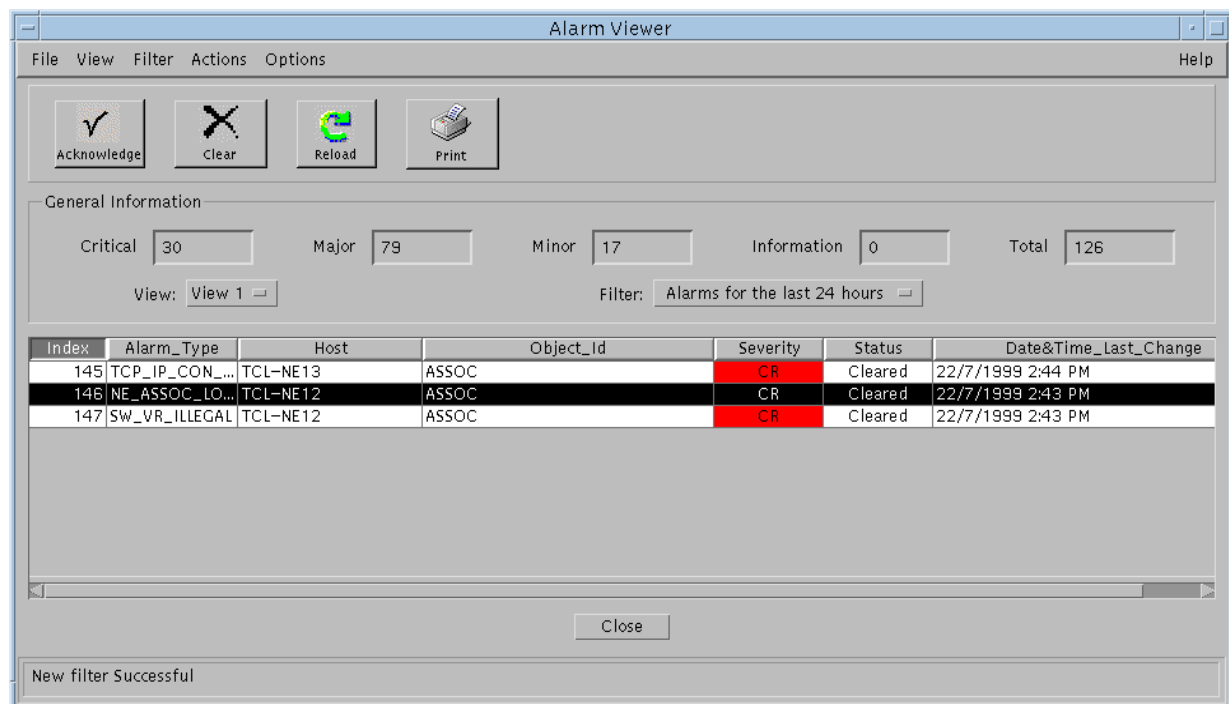 Alarm Viewer
File View Filter Actions Options Help
Acknowledge Clear Reload Print
General Information
Critical 30 Major 79 Minor 17 Information 0 Total 126
View: View 1 Filter: Alarms for the last 24 hours
Index Alarm_Type Host Object_Id Severity Status Date&Time_Last_Change
145 TCP_IP_CON_... TCL-NE13 ASSOC CR Cleared 22/7/1999 2:44 PM
146 NE_ASSOC_LO... TCL-NE12 ASSOC CR Cleared 22/7/1999 2:43 PM
147 SW_VR_ILLEGAL TCL-NE12 ASSOC CR Cleared 22/7/1999 2:43 PM
Close
New filter Successful